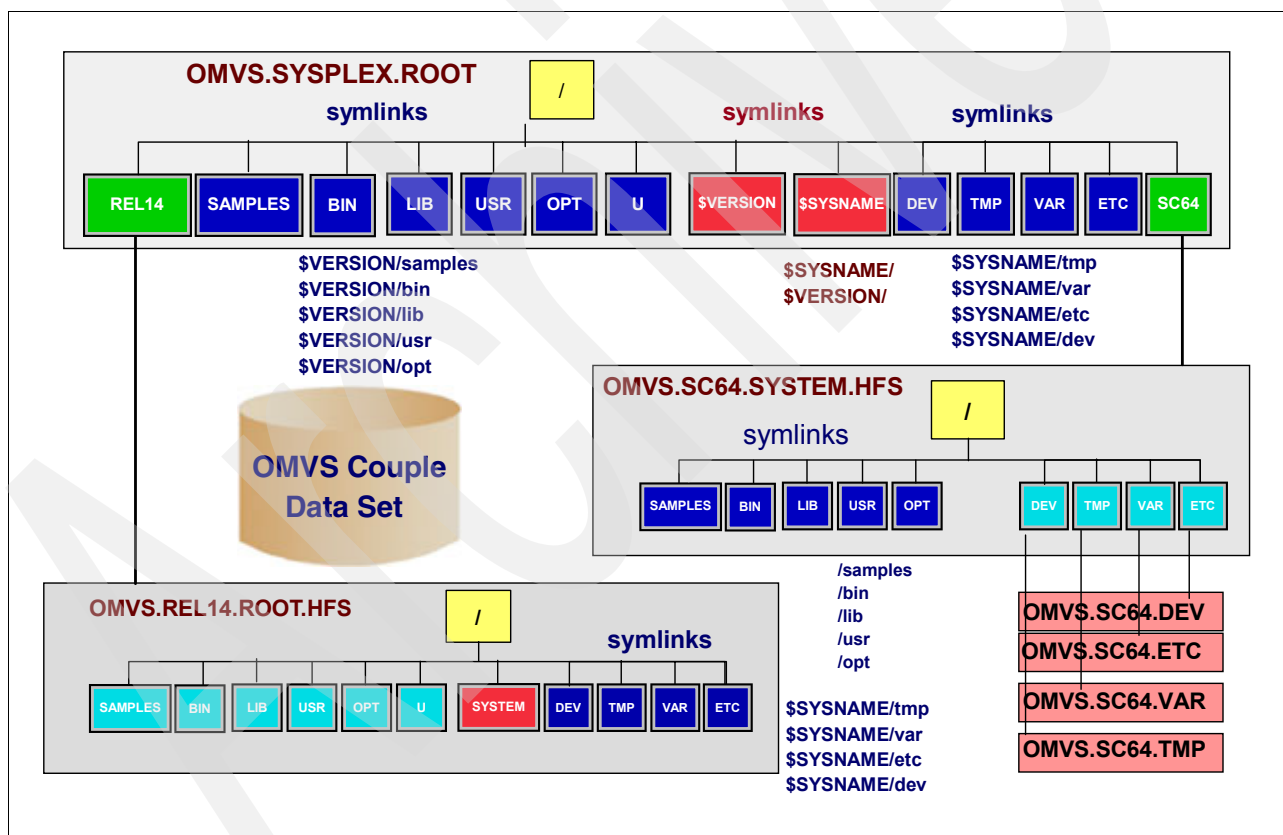 OMVS.SYSPLEX.ROOT
/
symlinks
symlinks
symlinks
REL14
SAMPLES
BIN
LIB
USR
OPT
U
$VERSION
$SYSNAME
DEV
TMP
VAR
ETC
SC64
$VERSION/samples
$VERSION/bin
$VERSION/lib
$VERSION/usr
$VERSION/opt
$SYSNAME/
$VERSION/
$SYSNAME/tmp
$SYSNAME/var
$SYSNAME/etc
$SYSNAME/dev
OMVS Couple
Data Set
OMVS.SC64.SYSTEM.HFS
/
symlinks
SAMPLES
BIN
LIB
USR
OPT
DEV
TMP
VAR
ETC
/samples
/bin
/lib
/usr
/opt
OMVS.SC64.DEV
OMVS.SC64.ETC
OMVS.SC64.VAR
OMVS.SC64.TMP
OMVS.REL14.ROOT.HFS
/
symlinks
SAMPLES
BIN
LIB
USR
OPT
U
SYSTEM
DEV
TMP
VAR
ETC
$SYSNAME/tmp
$SYSNAME/var
$SYSNAME/etc
$SYSNAME/dev